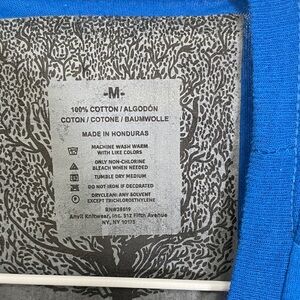 -M-
100% COTTON / ALGODÓN
COTON / COTONE / BAUMWOLLE
MADE IN HONDURAS
MACHINE WASH WARM
WITH LIKE COLORS
ONLY NON-CHLORINE
BLEACH WHEN NEEDED
TUMBLE DRY MEDIUM
DO NOT IRON IF DECORATED
DRYCLEAN: ANY SOLVENT
EXCEPT TRICHLOROETHYLENE
Anvil Knitwear, Inc. 512 Fifth Avenue
NY, NY 10175